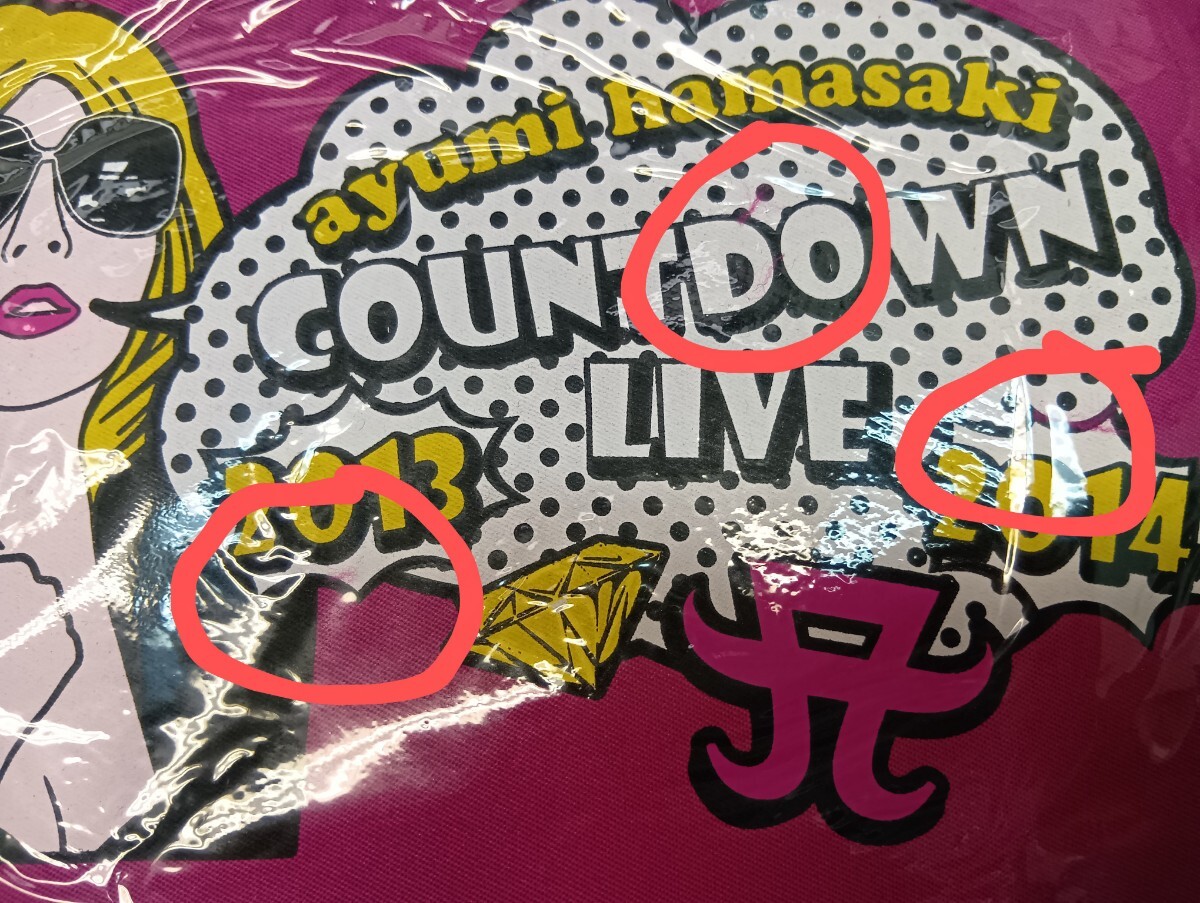 ayumi hamasaki
COUNTDOWN
LIVE
2013
2014
A